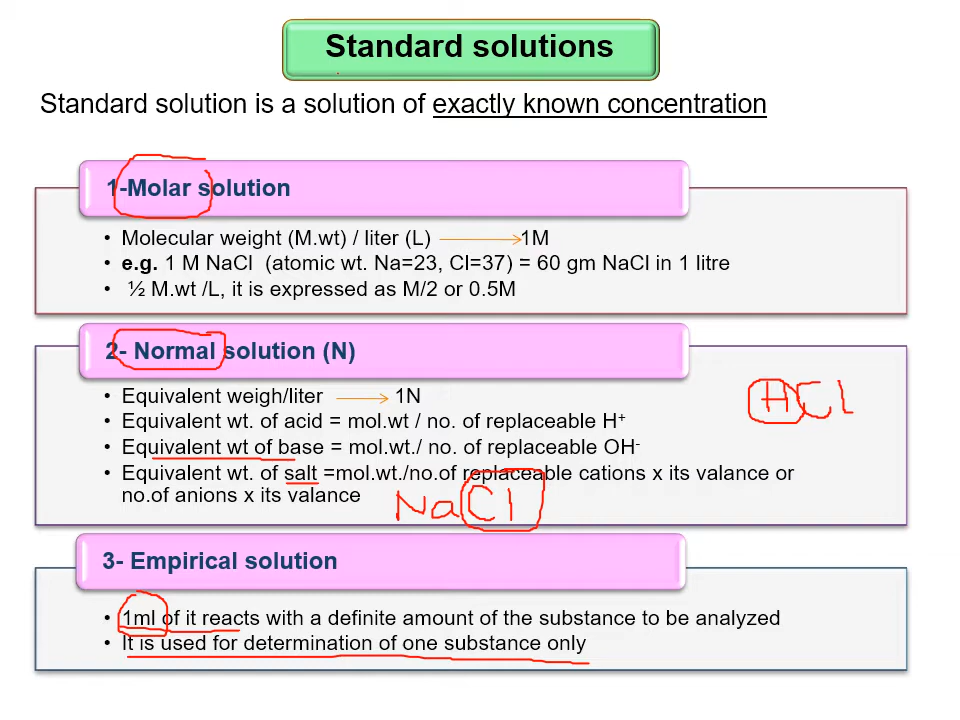 Standard solutions
Standard solution is a solution of exactly known concentration
1-Molar solution
• Molecular weight (M.wt) / liter (L) ⟶ 1M
• e.g. 1 M NaCl (atomic wt. Na=23, Cl=37) = 60 gm NaCl in 1 litre
• ½ M.wt /L, it is expressed as M/2 or 0.5M
2- Normal solution (N)
• Equivalent weigh/liter ⟶ 1N
HCl
• Equivalent wt. of acid = mol.wt / no. of replaceable H⁺
• Equivalent wt of base = mol.wt./ no. of replaceable OH⁻
• Equivalent wt. of salt =mol.wt./no.of replaceable cations x its valance or
no.of anions x its valance
NaCl
3- Empirical solution
• 1ml of it reacts with a definite amount of the substance to be analyzed
• It is used for determination of one substance only